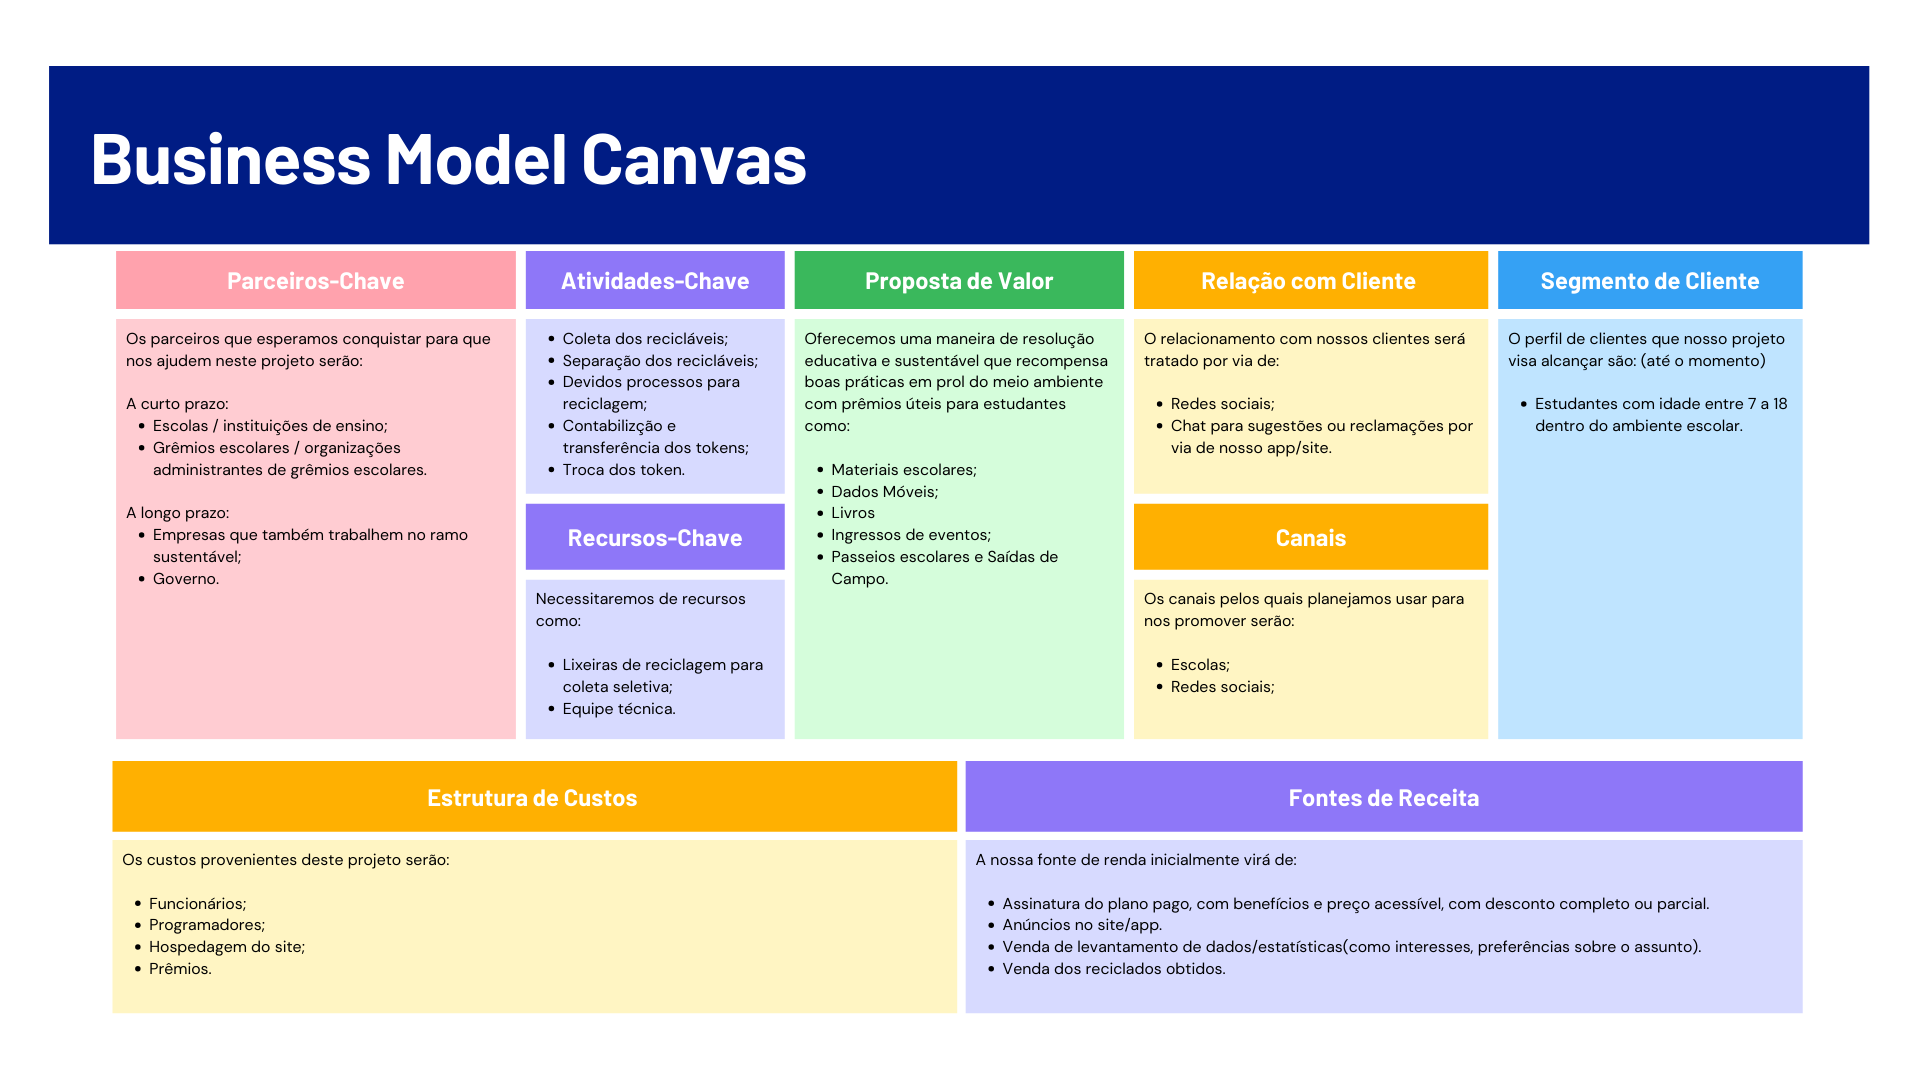 Business Model Canvas
Parceiros-Chave
Os parceiros que esperamos conquistar para que
nos ajudem neste projeto serão:
A curto prazo:
• Escolas / instituições de ensino;
• Grêmios escolares / organizações
administrantes de grêmios escolares.
A longo prazo:
• Empresas que também trabalhem no ramo
sustentável;
• Governo.
Atividades-Chave
• Coleta dos recicláveis;
• Separação dos recicláveis;
• Devidos processos para
reciclagem;
• Contabilizção e
transferência dos tokens;
• Troca dos token.
Recursos-Chave
Necessitaremos de recursos
como:
• Lixeiras de reciclagem para
coleta seletiva;
• Equipe técnica.
Proposta de Valor
Oferecemos uma maneira de resolução
educativa e sustentável que recompensa
boas práticas em prol do meio ambiente
com prêmios úteis para estudantes
como:
• Materiais escolares;
• Dados Móveis;
• Livros
• Ingressos de eventos;
• Passeios escolares e Saídas de
Campo.
Relação com Cliente
O relacionamento com nossos clientes será
tratado por via de:
• Redes sociais;
• Chat para sugestões ou reclamações por
via de nosso app/site.
Canais
Os canais pelos quais planejamos usar para
nos promover serão:
• Escolas;
• Redes sociais;
Segmento de Cliente
O perfil de clientes que nosso projeto
visa alcançar são: (até o momento)
• Estudantes com idade entre 7 a 18
dentro do ambiente escolar.
Estrutura de Custos
Os custos provenientes deste projeto serão:
• Funcionários;
• Programadores;
• Hospedagem do site;
• Prêmios.
Fontes de Receita
A nossa fonte de renda inicialmente virá de:
• Assinatura do plano pago, com benefícios e preço acessível, com desconto completo ou parcial.
• Anúncios no site/app.
• Venda de levantamento de dados/estatísticas(como interesses, preferências sobre o assunto).
• Venda dos reciclados obtidos.